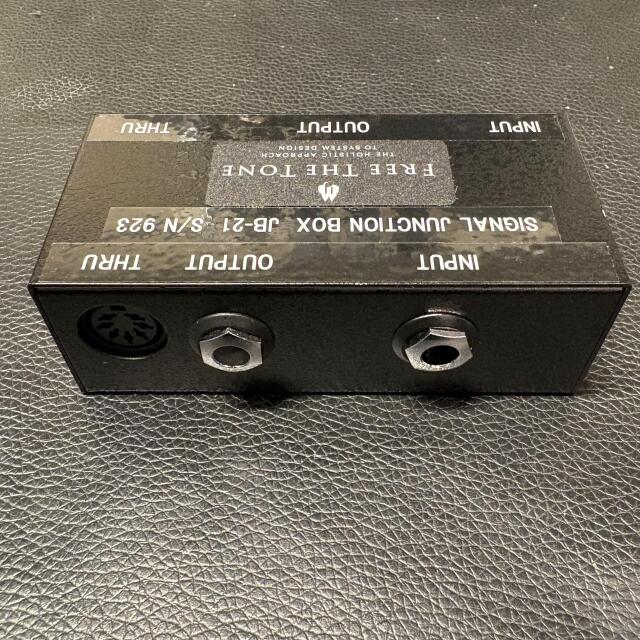 INPUT OUTPUT THRU
SIGNAL JUNCTION BOX JB-21 S/N 923
FREE THE TONE
THE HOLISTIC APPROACH
TO SYSTEM DESIGN
INPUT OUTPUT THRU